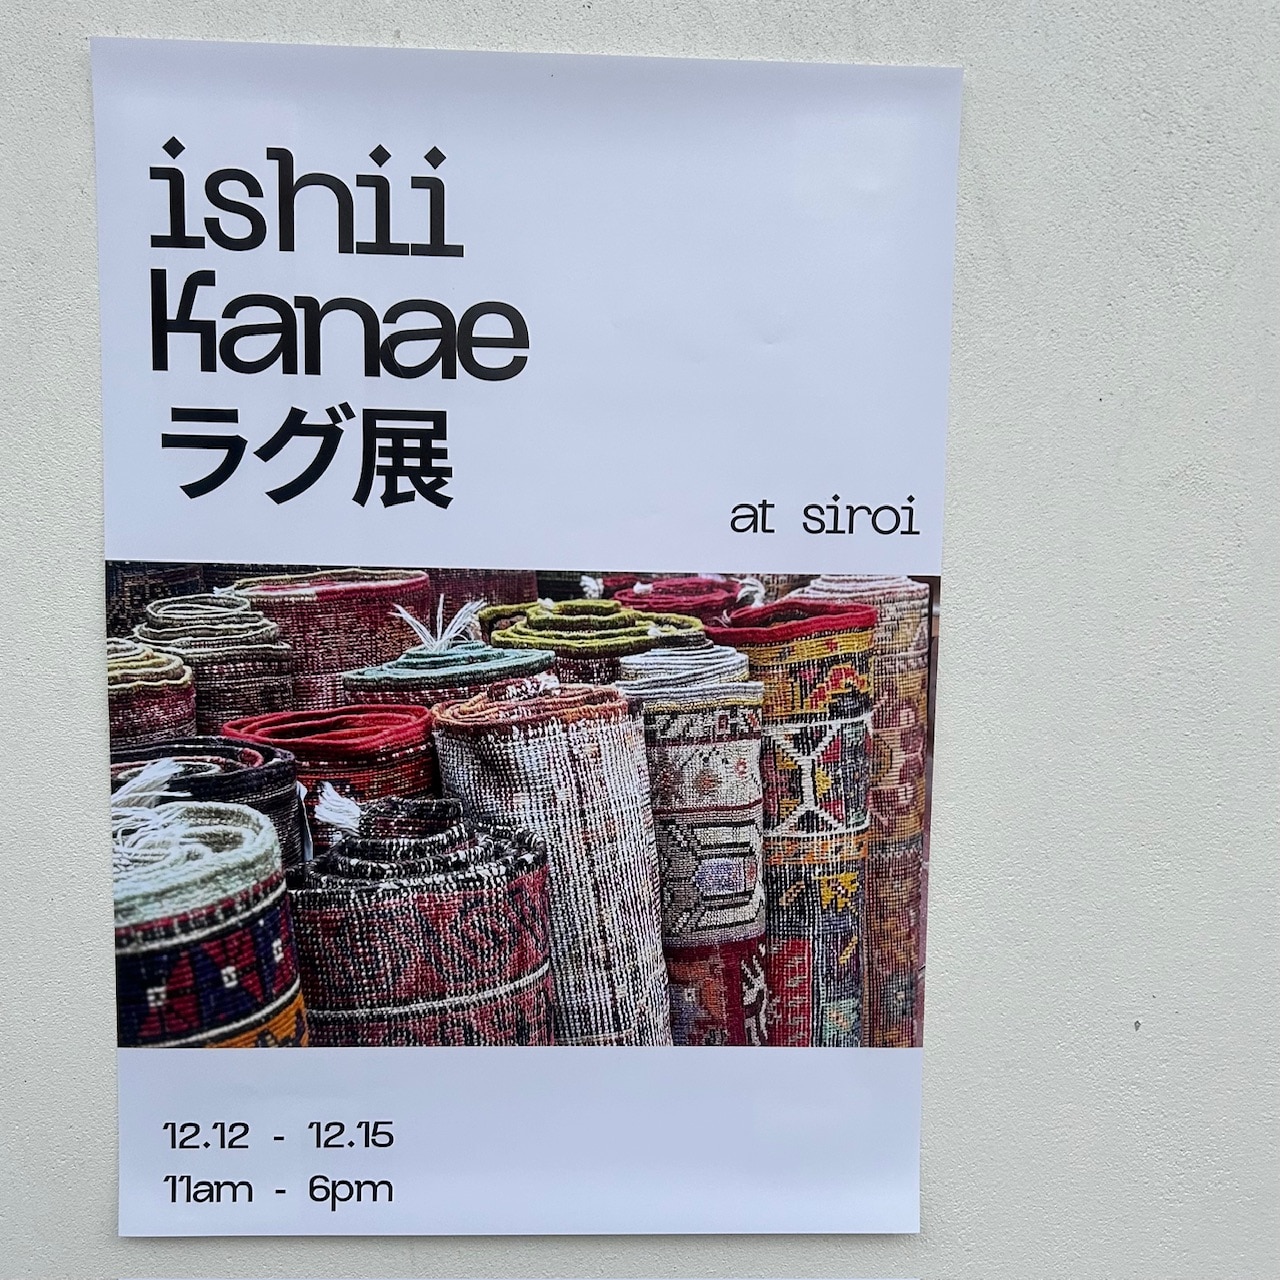 ishii
Kanae
ラグ展
at siroi
12.12 - 12.15
11am - 6pm